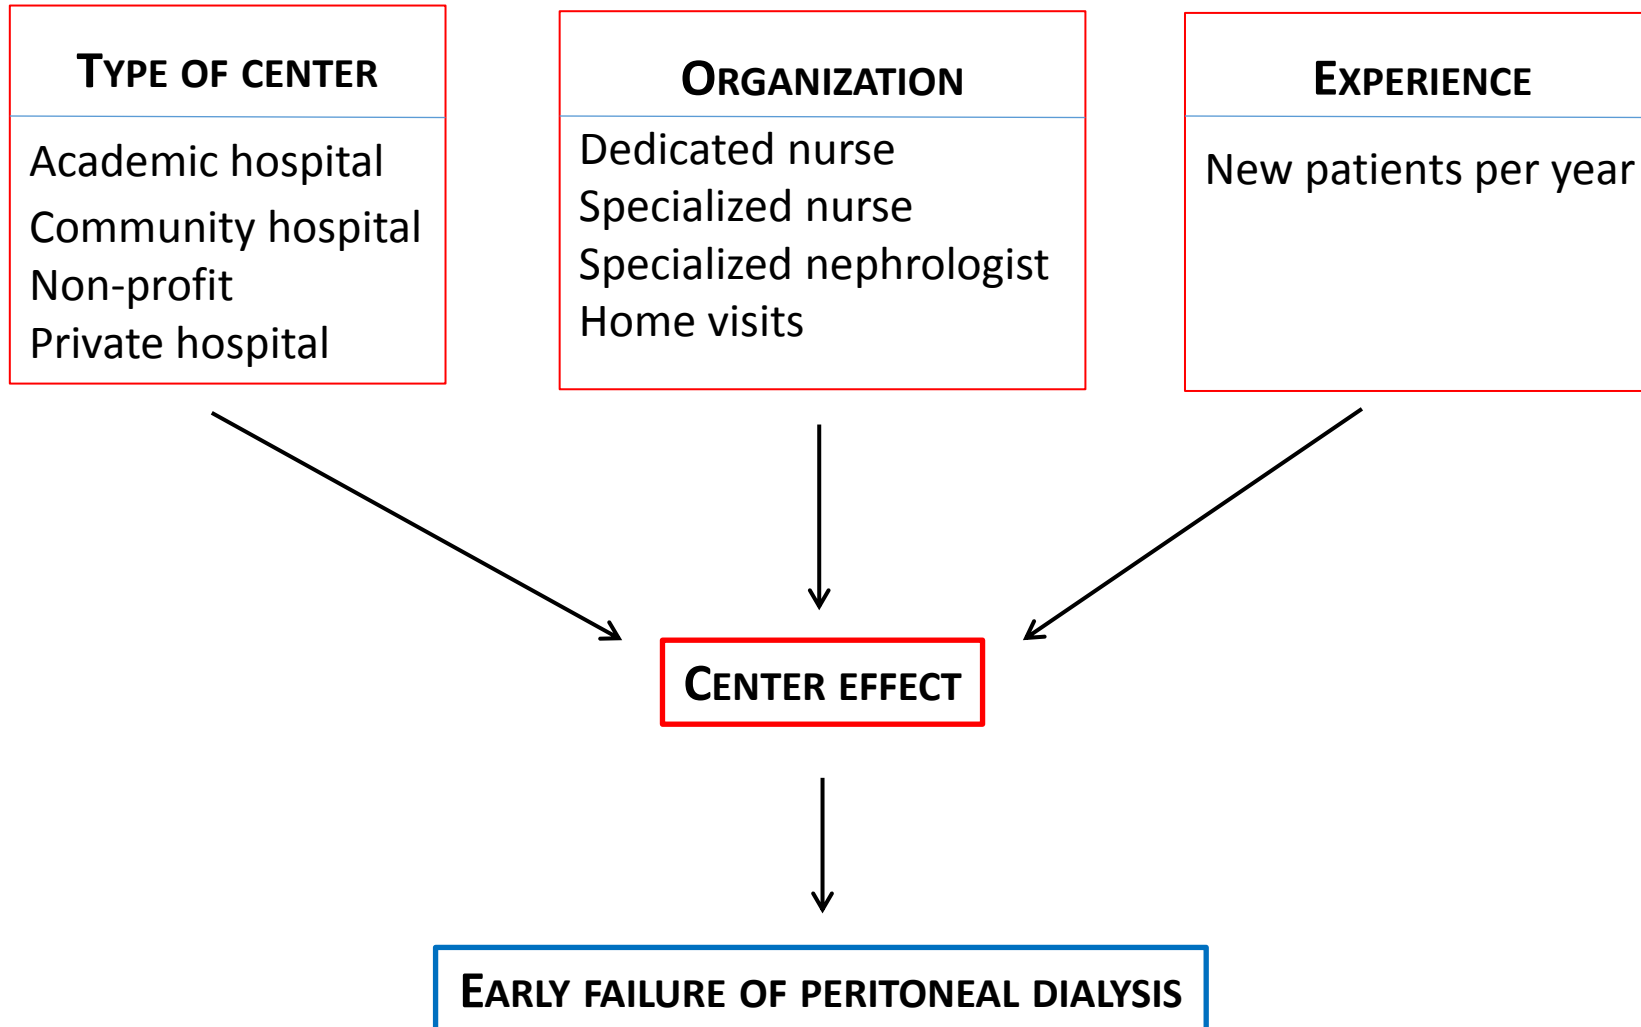 TYPE OF CENTER
Academic hospital
Community hospital
Non-profit
Private hospital
ORGANIZATION
Dedicated nurse
Specialized nurse
Specialized nephrologist
Home visits
EXPERIENCE
New patients per year
CENTER EFFECT
EARLY FAILURE OF PERITONEAL DIALYSIS